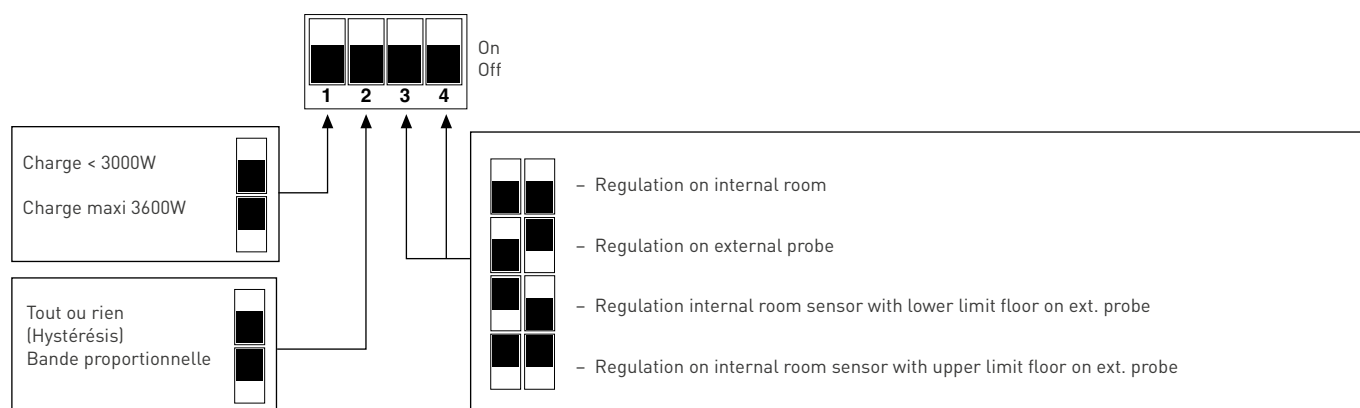 On
Off
1 2 3 4
Charge < 3000W
Charge maxi 3600W
Tout ou rien
(Hystérésis)
Bande proportionnelle
– Regulation on internal room
– Regulation on external probe
– Regulation internal room sensor with lower limit floor on ext. probe
– Regulation on internal room sensor with upper limit floor on ext. probe